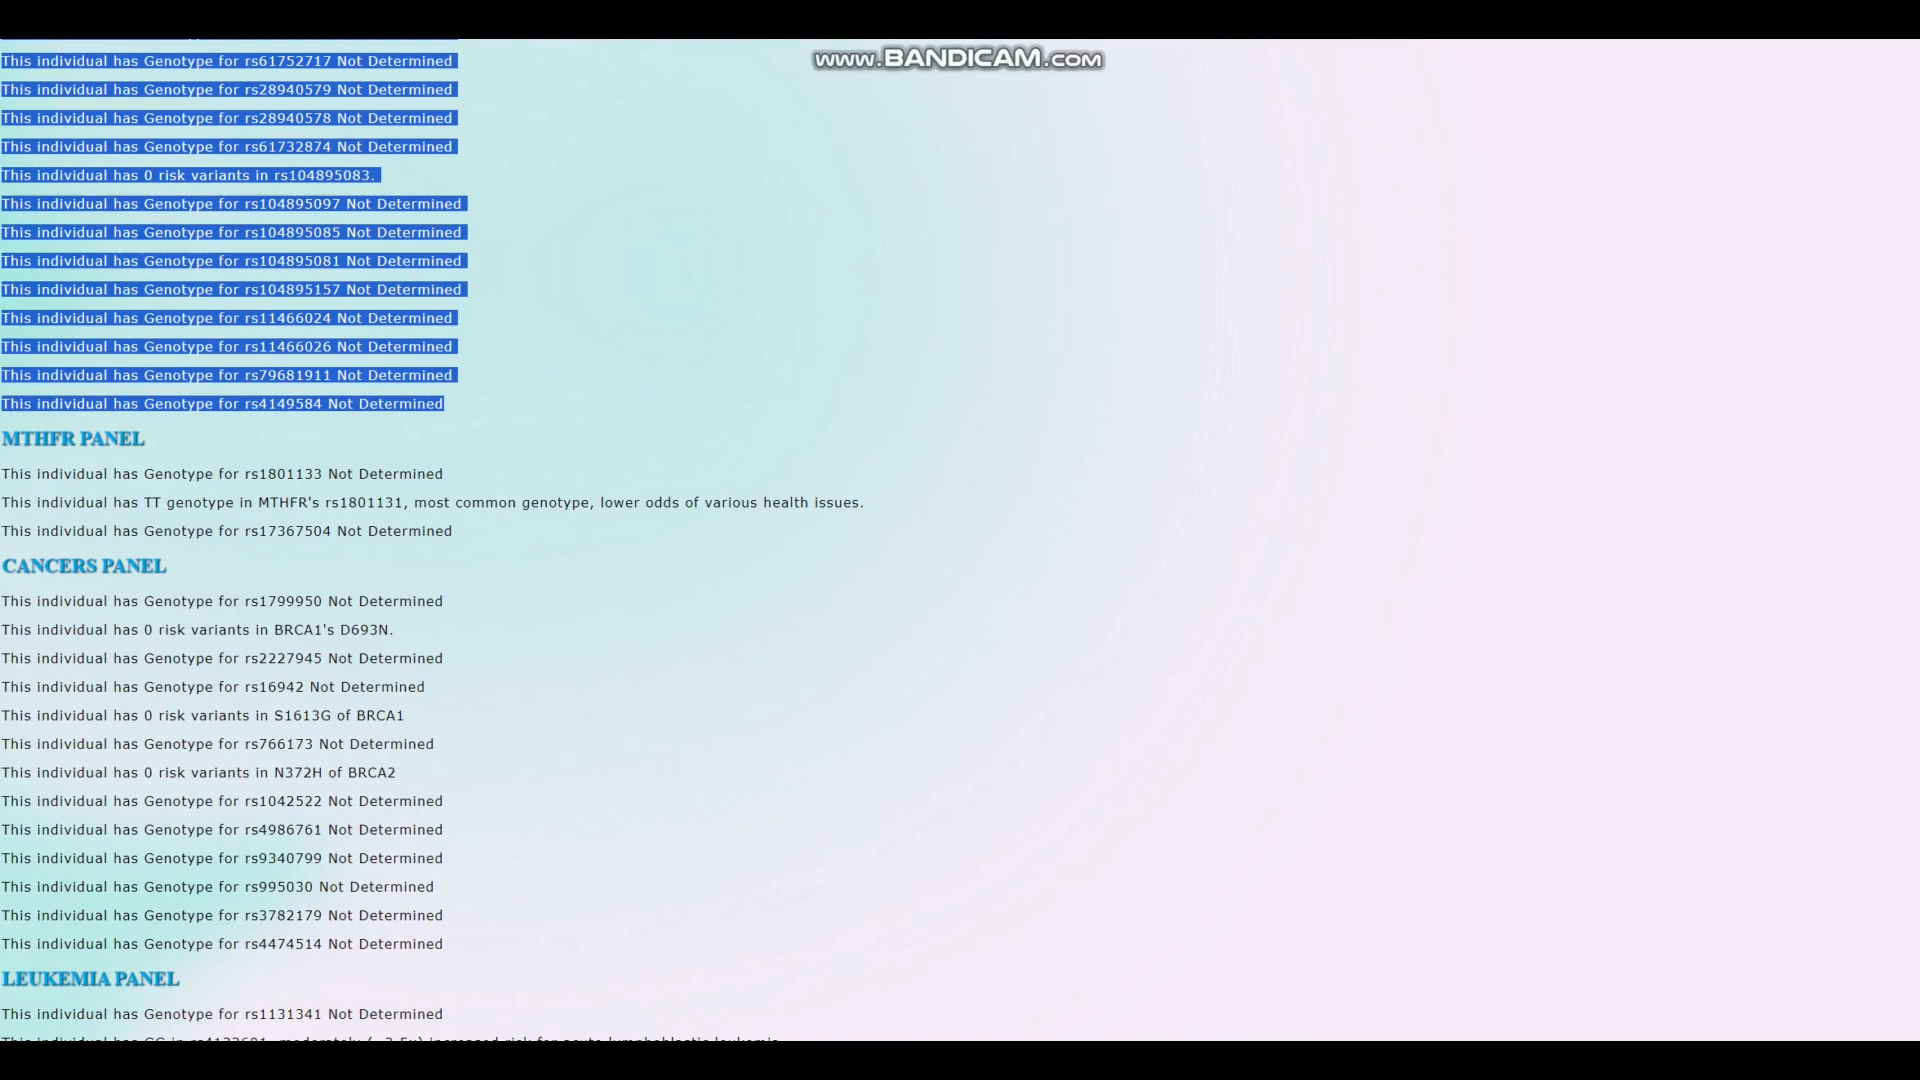 www.BANDICAM.com
This individual has Genotype for rs61752717 Not Determined
This individual has Genotype for rs28940579 Not Determined
This individual has Genotype for rs28940578 Not Determined
This individual has Genotype for rs61732874 Not Determined
This individual has 0 risk variants in rs104895083.
This individual has Genotype for rs104895097 Not Determined
This individual has Genotype for rs104895085 Not Determined
This individual has Genotype for rs104895081 Not Determined
This individual has Genotype for rs104895157 Not Determined
This individual has Genotype for rs11466024 Not Determined
This individual has Genotype for rs11466026 Not Determined
This individual has Genotype for rs79681911 Not Determined
This individual has Genotype for rs4149584 Not Determined
MTHFR PANEL
This individual has Genotype for rs1801133 Not Determined
This individual has TT genotype in MTHFR's rs1801131, most common genotype, lower odds of various health issues.
This individual has Genotype for rs17367504 Not Determined
CANCERS PANEL
This individual has Genotype for rs1799950 Not Determined
This individual has 0 risk variants in BRCA1's D693N.
This individual has Genotype for rs2227945 Not Determined
This individual has Genotype for rs16942 Not Determined
This individual has 0 risk variants in S1613G of BRCA1
This individual has Genotype for rs766173 Not Determined
This individual has 0 risk variants in N372H of BRCA2
This individual has Genotype for rs1042522 Not Determined
This individual has Genotype for rs4986761 Not Determined
This individual has Genotype for rs9340799 Not Determined
This individual has Genotype for rs995030 Not Determined
This individual has Genotype for rs3782179 Not Determined
This individual has Genotype for rs4474514 Not Determined
LEUKEMIA PANEL
This individual has Genotype for rs1131341 Not Determined